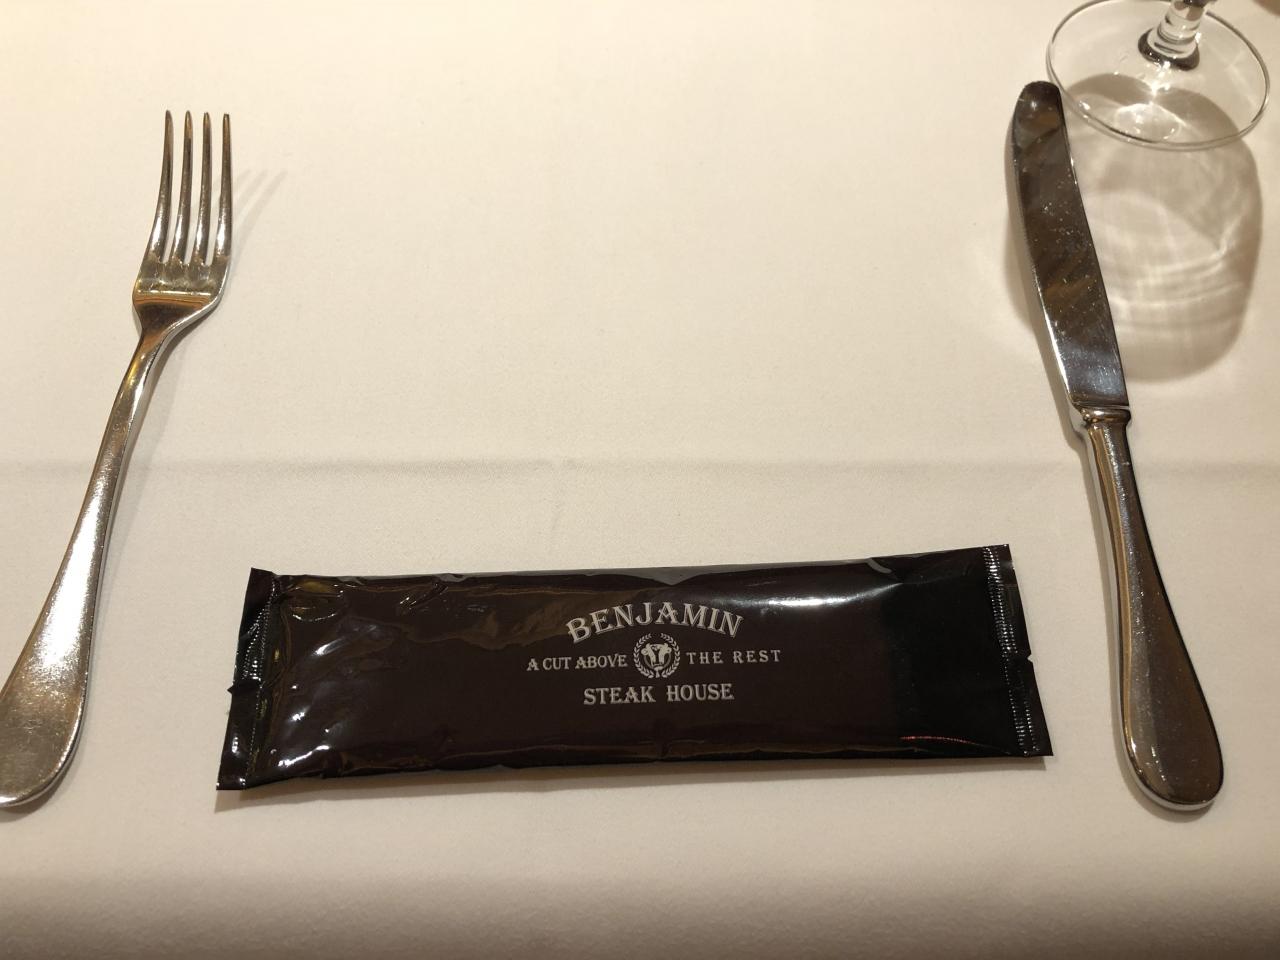 BENJAMIN
A CUT ABOVE THE REST
STEAK HOUSE